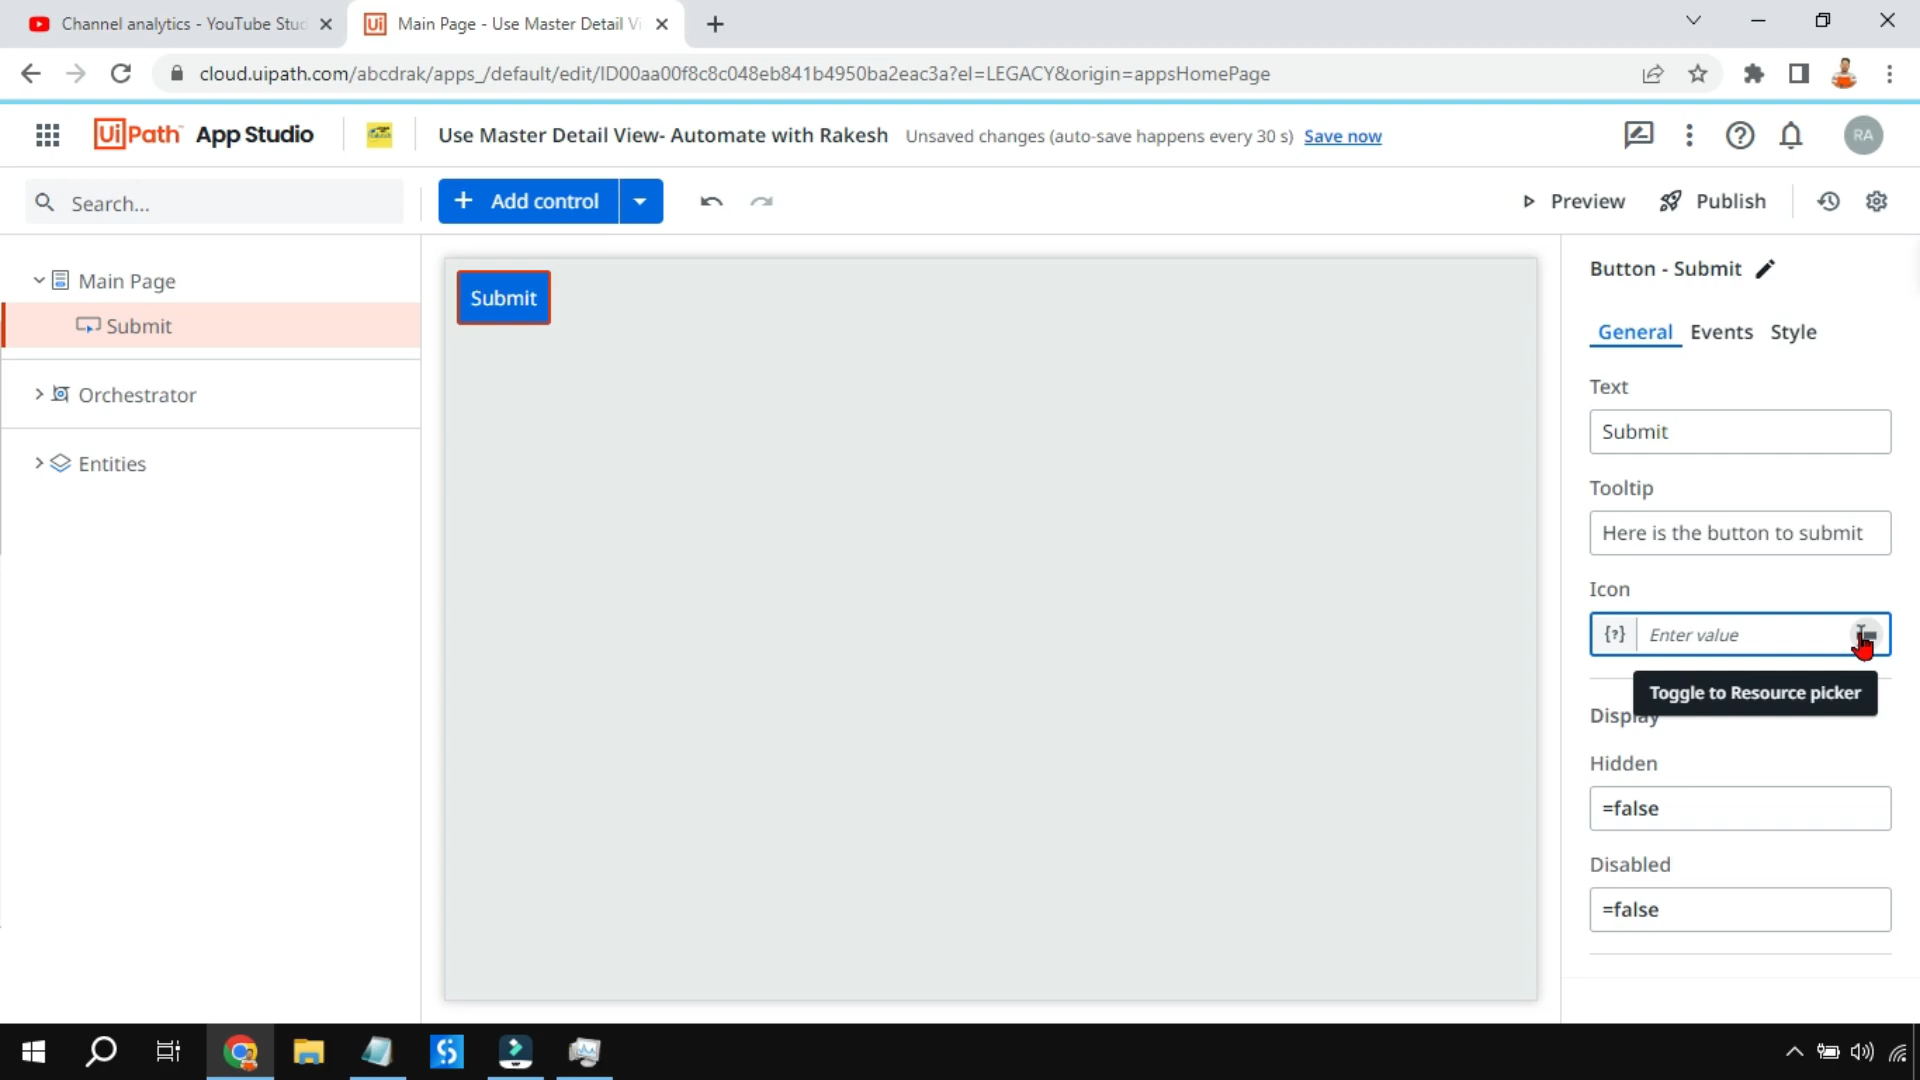 Channel analytics - YouTube Stud
Main Page - Use Master Detail Vi
cloud.uipath.com/abcdrak/apps_/default/edit/ID00aa00f8c8c048eb841b4950ba2eac3a?el=LEGACY&origin=appsHomePage
UiPath App Studio
Use Master Detail View- Automate with Rakesh
Unsaved changes (auto-save happens every 30 s) Save now
RA
Search...
Add control
Preview
Publish
Main Page
Submit
Orchestrator
Entities
Submit
Button - Submit
General Events Style
Text
Submit
Tooltip
Here is the button to submit
Icon
{?} Enter value
Toggle to Resource picker
Display
Hidden
=false
Disabled
=false